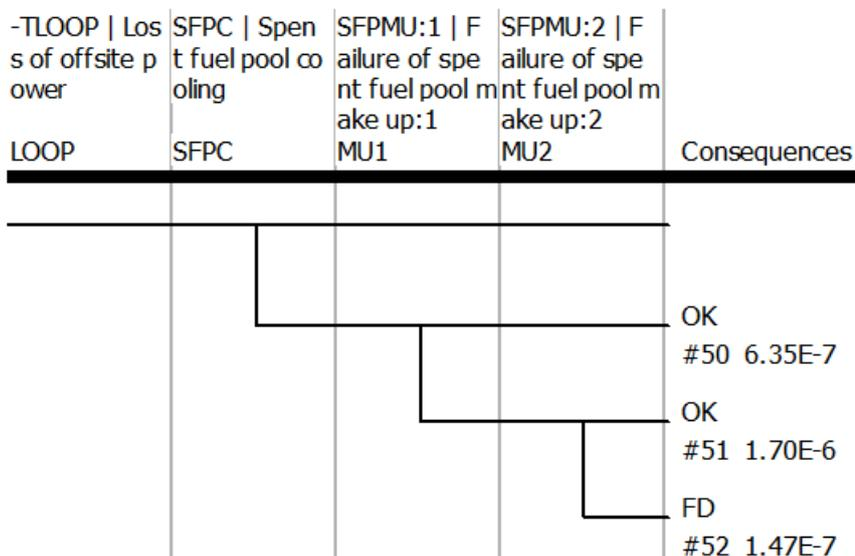 -TLOOP | Los
s of offsite p
ower
LOOP
SFPC | Spen
t fuel pool co
oling
SFPC
SFPMU:1 | F
ailure of spe
nt fuel pool m
ake up:1
MU1
SFPMU:2 | F
ailure of spe
nt fuel pool m
ake up:2
MU2
Consequences
OK
#50 6.35E-7
OK
#51 1.70E-6
FD
#52 1.47E-7